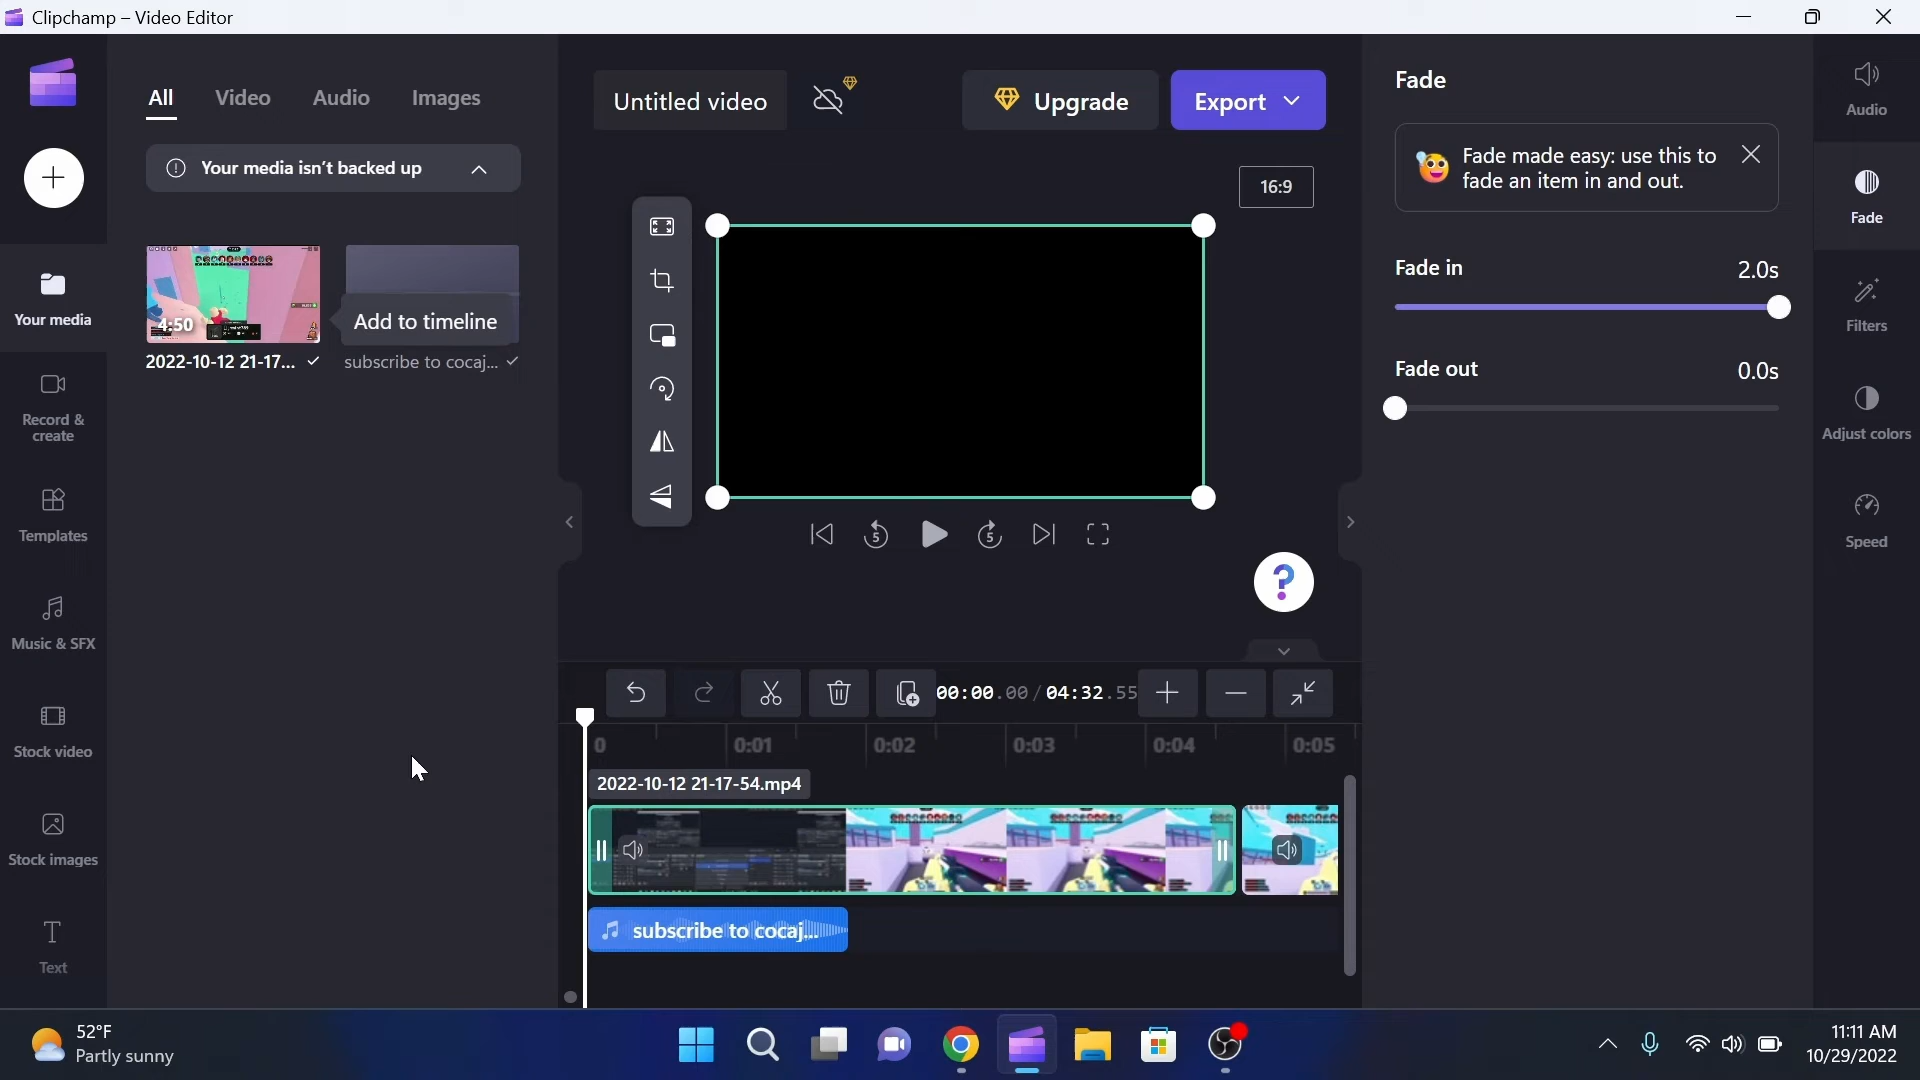 Clipchamp – Video Editor
All Video Audio Images
Your media isn't backed up
4:50
Add to timeline
2022-10-12 21-17...
subscribe to cocaj...
Your media
Record &
create
Templates
Music & SFX
Stock video
Stock images
Text
Untitled video
Upgrade
Export
16:9
5
5
?
00:00.00 / 04:32.55
0 0:01 0:02 0:03 0:04 0:05
2022-10-12 21-17-54.mp4
subscribe to cocaj...
Fade
Fade made easy: use this to
fade an item in and out.
Fade in 2.0s
Fade out 0.0s
Audio
Fade
Filters
Adjust colors
Speed
52°F
Partly sunny
11:11 AM
10/29/2022